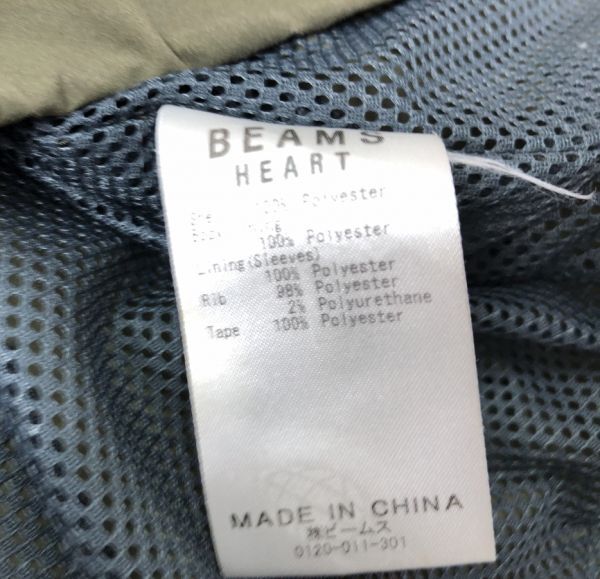 BEAMS
HEART
100% Polyester
100% Polyester
Lining(Sleeves)
100% Polyester
Rib 98% Polyester
2% Polyurethane
Tape 100% Polyester
MADE IN CHINA
㈱ビームス
0120-011-301